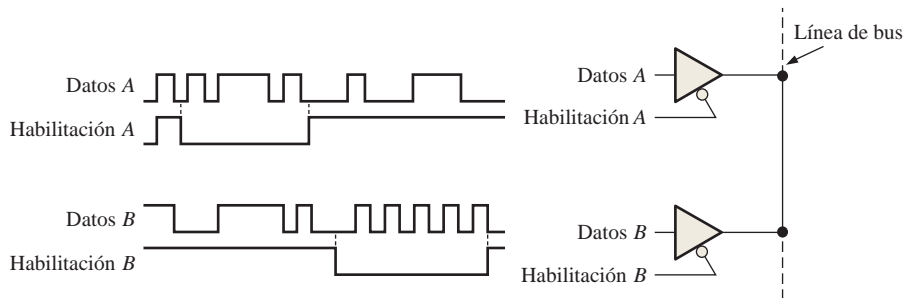 Línea de bus
Datos A
Habilitación A
Datos A
Habilitación A
Datos B
Habilitación B
Datos B
Habilitación B